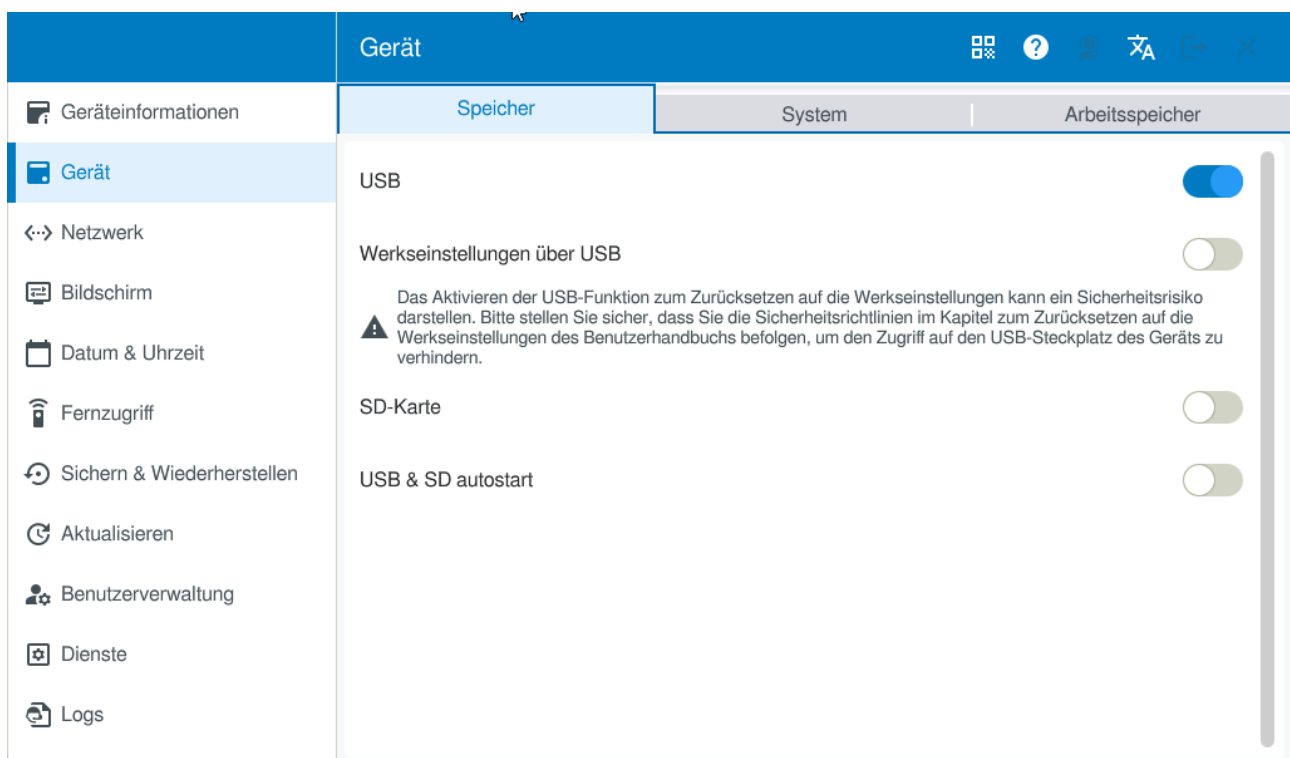 Gerät
Geräteinformationen
Gerät
Netzwerk
Bildschirm
Datum & Uhrzeit
Fernzugriff
Sichern & Wiederherstellen
Aktualisieren
Benutzerverwaltung
Dienste
Logs
Speicher
System
Arbeitsspeicher
USB
Werkseinstellungen über USB
Das Aktivieren der USB-Funktion zum Zurücksetzen auf die Werkseinstellungen kann ein Sicherheitsrisiko
darstellen. Bitte stellen Sie sicher, dass Sie die Sicherheitsrichtlinien im Kapitel zum Zurücksetzen auf die
Werkseinstellungen des Benutzerhandbuchs befolgen, um den Zugriff auf den USB-Steckplatz des Geräts zu
verhindern.
SD-Karte
USB & SD autostart